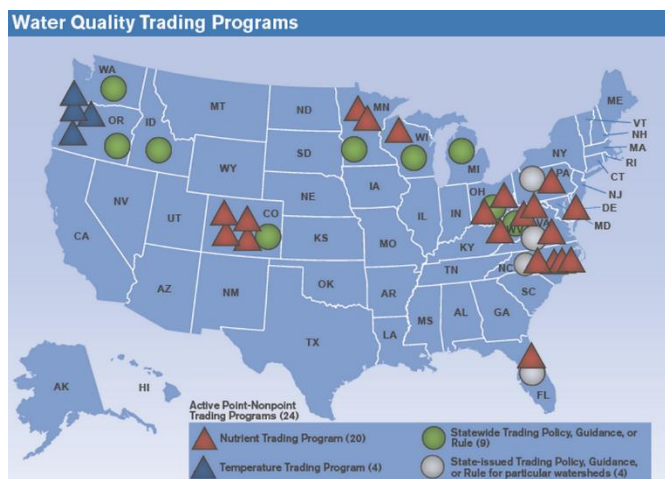 Water Quality Trading Programs
WA
MT
ND
MN
ME
VT
NH
MA
RI
CT
NJ
DE
MD
OR
ID
SD
WI
MI
NY
PA
WY
IA
OH
NE
NV
UT
CO
IL
IN
WV
VA
CA
KS
MO
KY
NC
TN
OK
AR
SC
AZ
NM
MS
AL
GA
LA
TX
AK
HI
FL
Active Point-Nonpoint
Trading Programs (24)
Nutrient Trading Program (20)
Temperature Trading Program (4)
Statewide Trading Policy, Guidance, or
Rule (9)
State-issued Trading Policy, Guidance,
or Rule for particular watersheds (4)